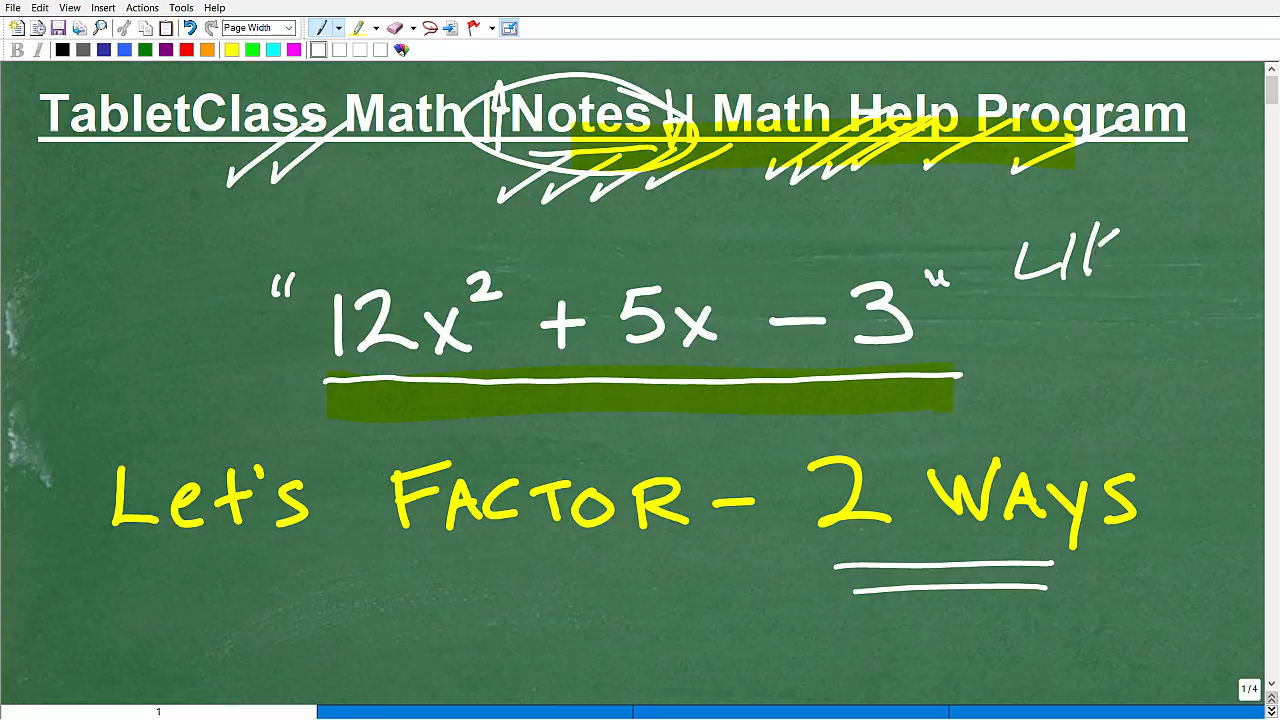 File Edit View Insert Actions Tools Help
Page Width
B I
TabletClass Math ||Notes || Math Help Program
"12x² + 5x - 3"
Let's FACTOR - 2 WAYS
1/4
1